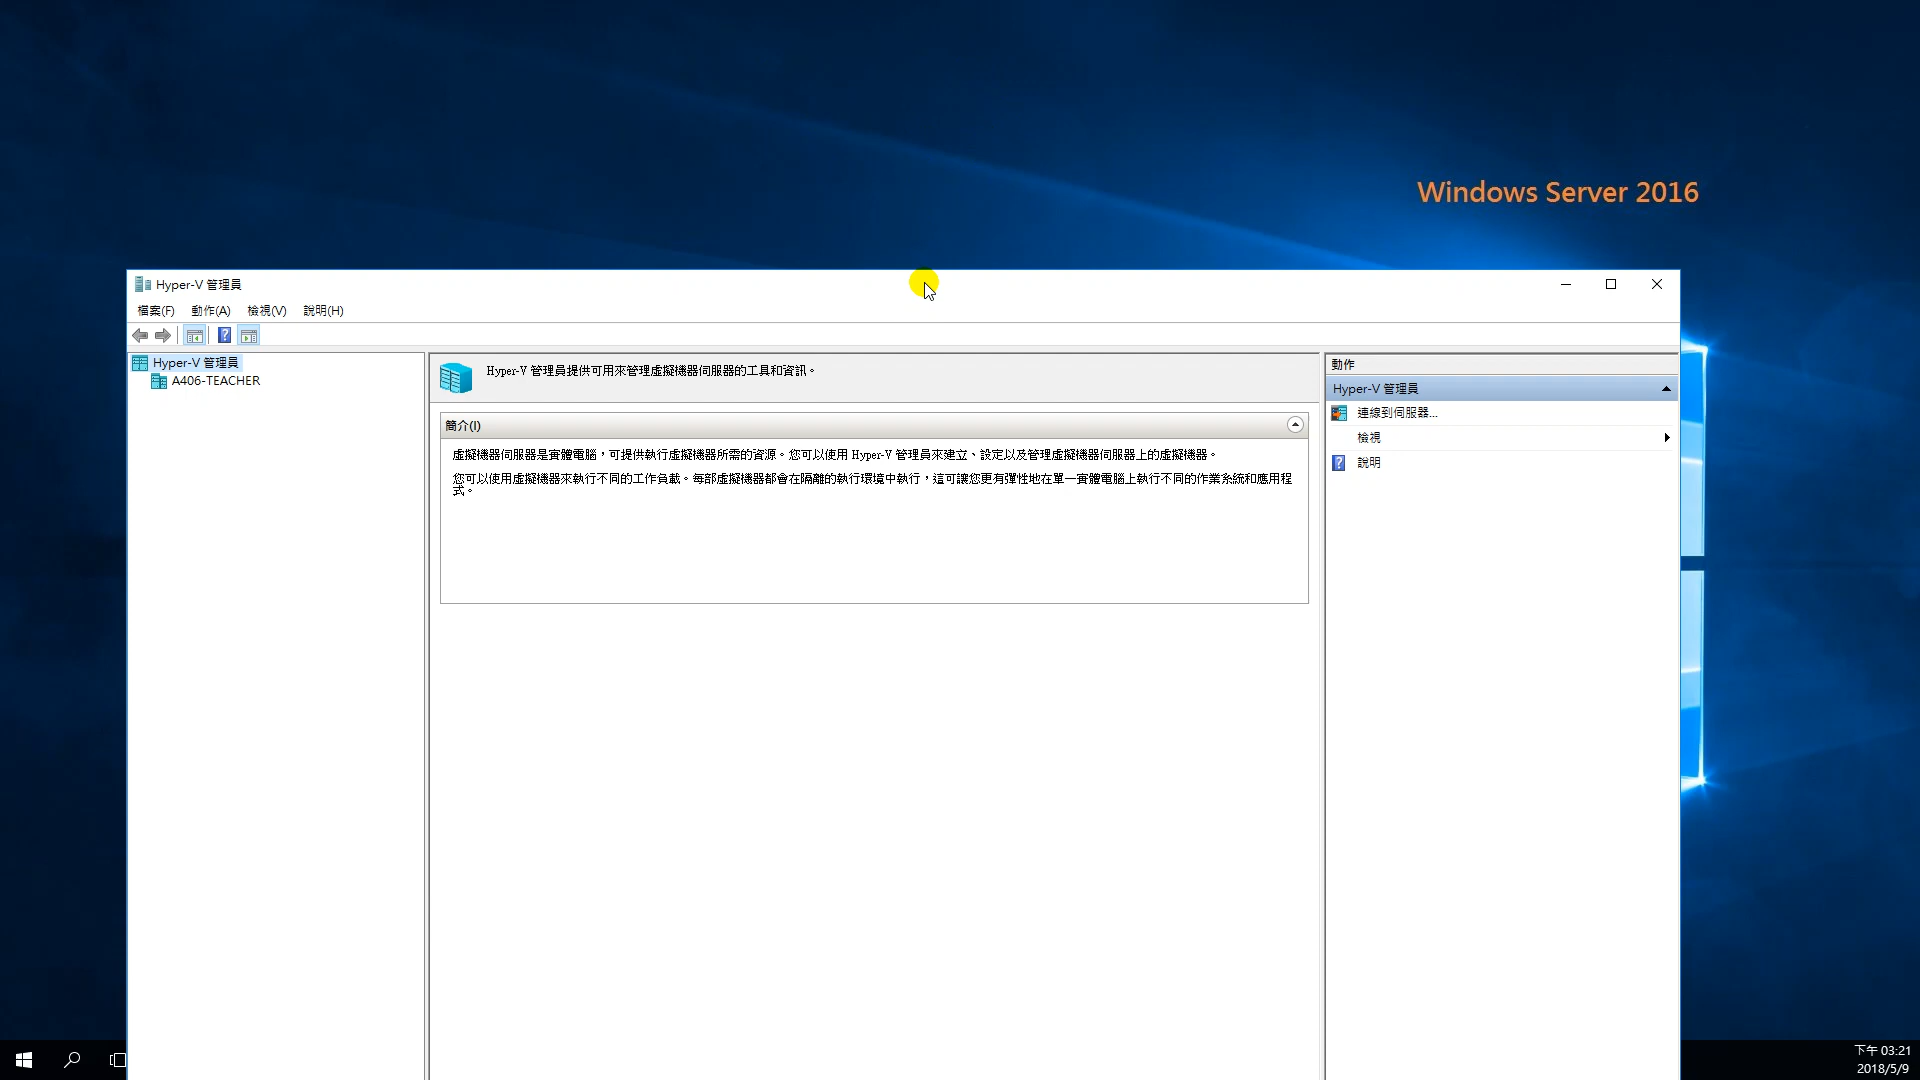 Windows Server 2016
Hyper-V 管理員
檔案(F) 動作(A) 檢視(V) 說明(H)
Hyper-V 管理員
A406-TEACHER
Hyper-V 管理員提供可用來管理虛擬機器伺服器的工具和資訊。
簡介(I)
虛擬機器伺服器是實體電腦，可提供執行虛擬機器所需的資源。您可以使用 Hyper-V 管理員來建立、設定以及管理虛擬機器伺服器上的虛擬機器。
您可以使用虛擬機器來執行不同的工作負載。每部虛擬機器都會在隔離的執行環境中執行，這可讓您更有彈性地在單一實體電腦上執行不同的作業系統和應用程
式。
動作
Hyper-V 管理員
連線到伺服器...
檢視
說明
下午 03:21
2018/5/9